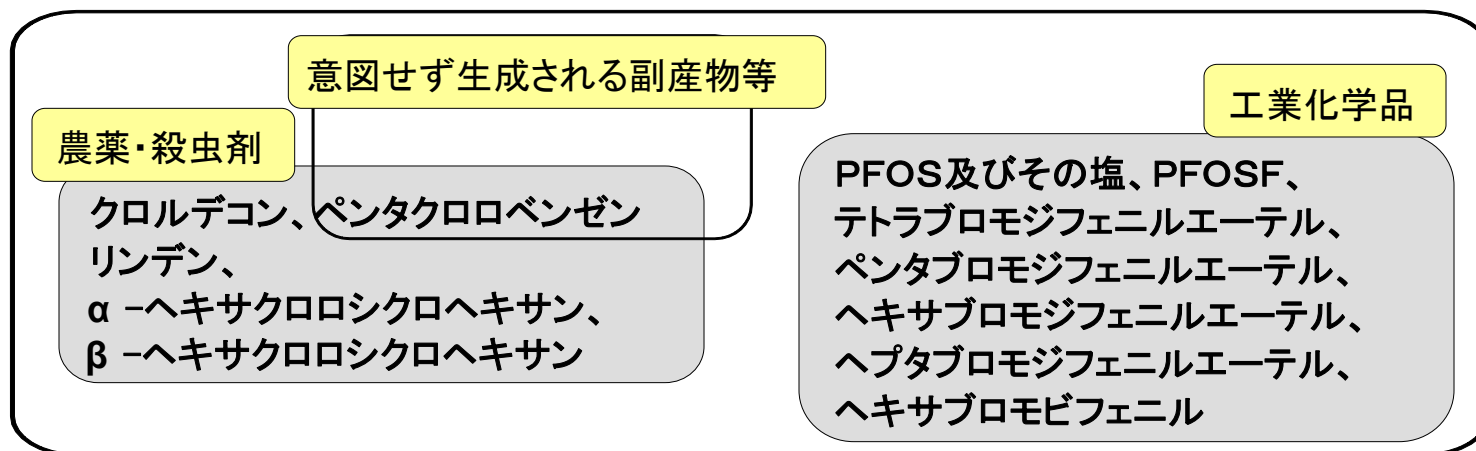 意図せず生成される副産物等
農薬・殺虫剤
クロルデコン、ペンタクロロベンゼン
リンデン、
α －ヘキサクロロシクロヘキサン、
β －ヘキサクロロシクロヘキサン
工業化学品
PFOS及びその塩、PFOSF、
テトラブロモジフェニルエーテル、
ペンタブロモジフェニルエーテル、
ヘキサブロモジフェニルエーテル、
ヘプタブロモジフェニルエーテル、
ヘキサブロモビフェニル